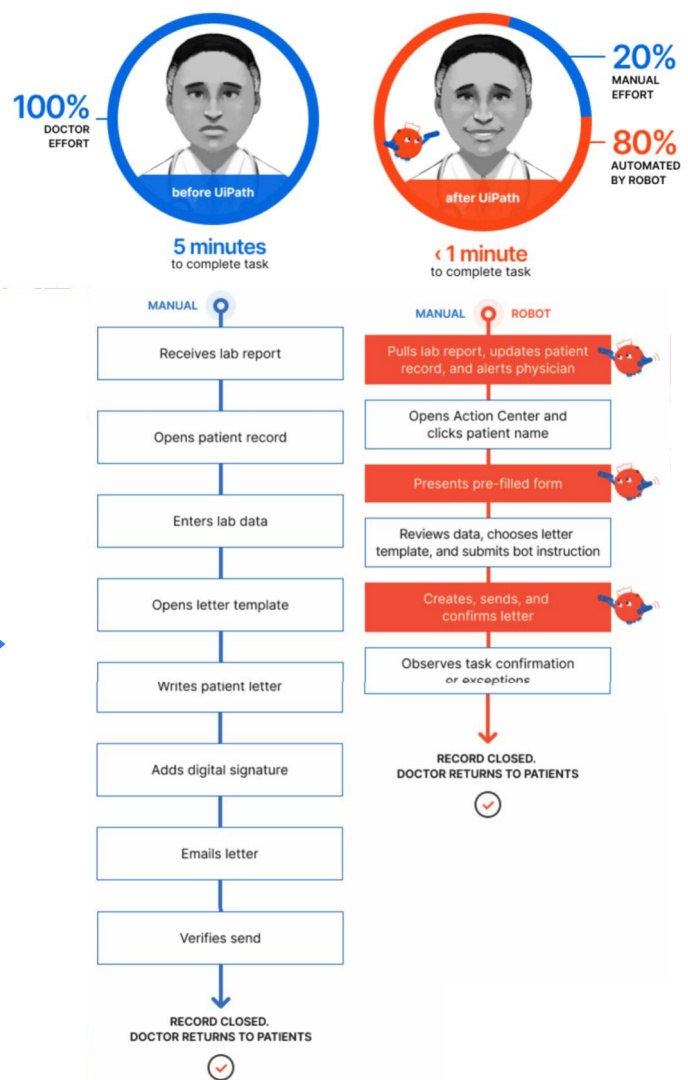 100%
DOCTOR
EFFORT
before UiPath
5 minutes
to complete task
20%
MANUAL
EFFORT
80%
AUTOMATED
BY ROBOT
after UiPath
‹ 1 minute
to complete task
MANUAL
Receives lab report
Opens patient record
Enters lab data
Opens letter template
Writes patient letter
Adds digital signature
Emails letter
Verifies send
RECORD CLOSED.
DOCTOR RETURNS TO PATIENTS
MANUAL ROBOT
Pulls lab report, updates patient
record, and alerts physician
Opens Action Center and
clicks patient name
Presents pre-filled form
Reviews data, chooses letter
template, and submits bot instruction
Creates, sends, and
confirms letter
Observes task confirmation
or exceptions
RECORD CLOSED.
DOCTOR RETURNS TO PATIENTS